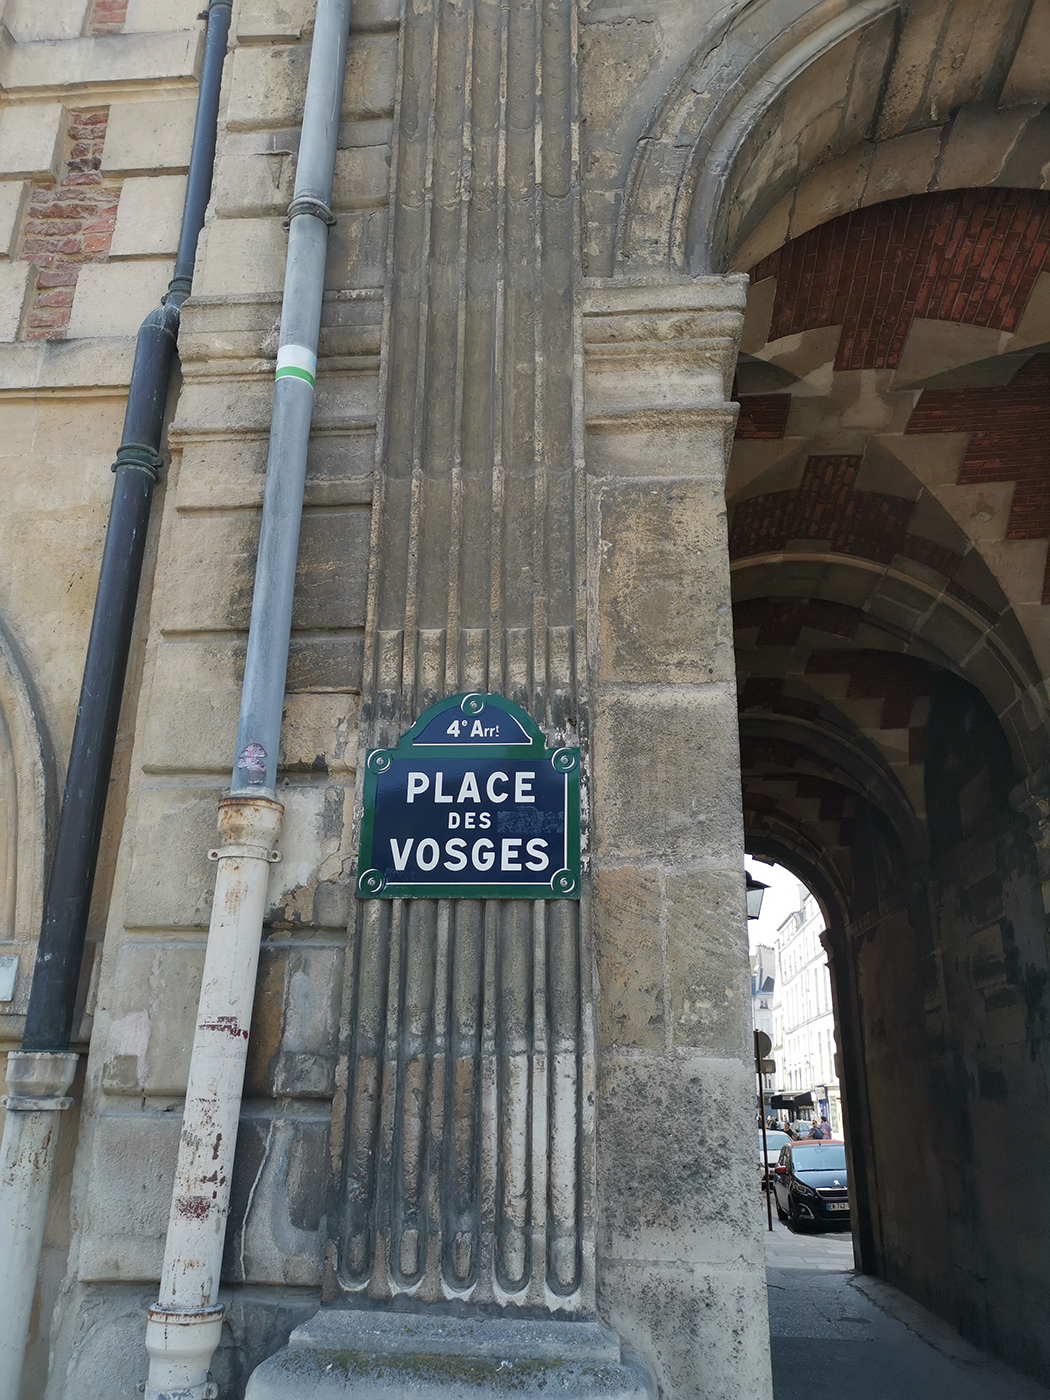 4e Arrt
PLACE
DES
VOSGES